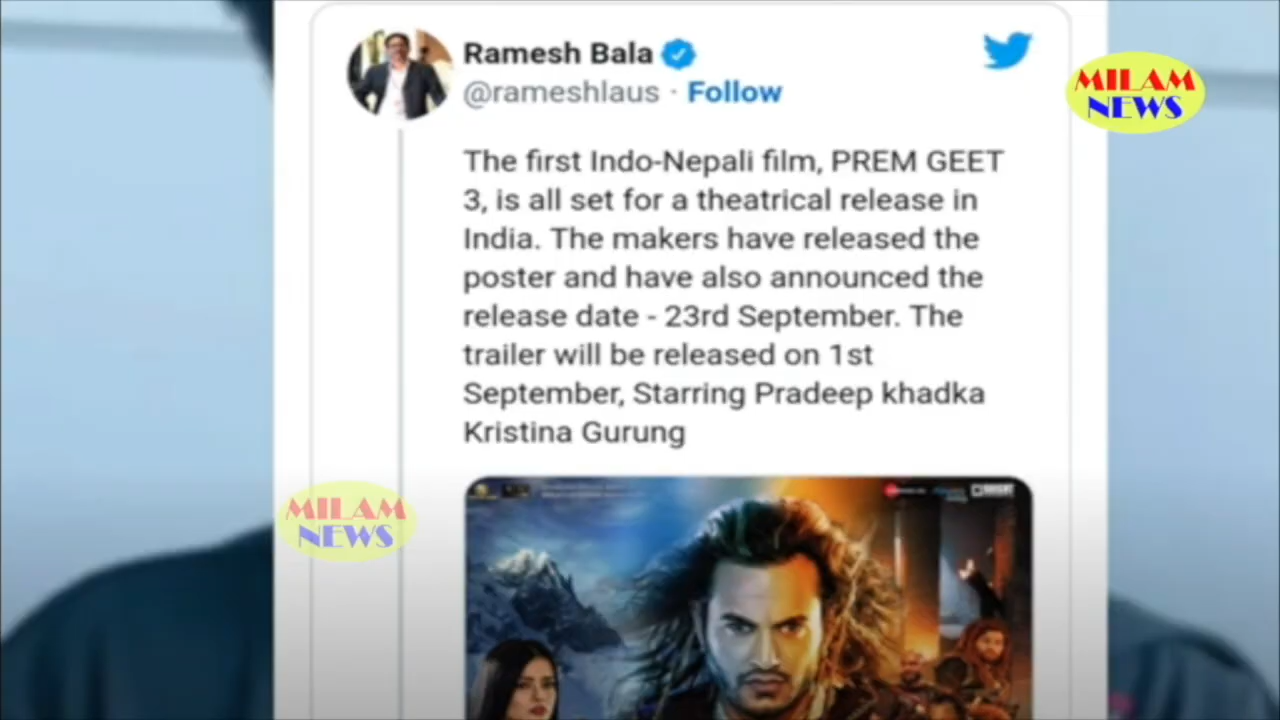 Ramesh Bala
@rameshlaus · Follow
MILAM
NEWS
The first Indo-Nepali film, PREM GEET
3, is all set for a theatrical release in
India. The makers have released the
poster and have also announced the
release date - 23rd September. The
trailer will be released on 1st
September, Starring Pradeep khadka
Kristina Gurung
MILAM
NEWS